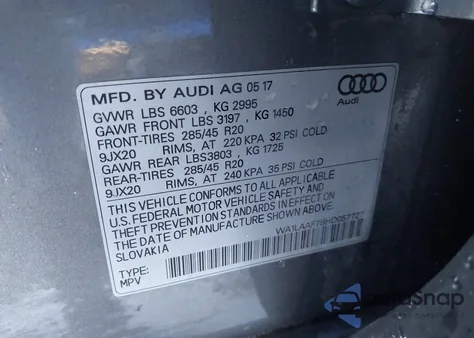 MFD. BY AUDI AG 05 17
GVWR LBS 6603 , KG 2995
GAWR FRONT LBS 3197 , KG 1450
FRONT-TIRES 285/45 R20
9JX20 RIMS, AT 220 KPA 32 PSI COLD
GAWR REAR LBS3803 , KG 1725
REAR-TIRES 285/45 R20
9JX20 RIMS, AT 240 KPA 35 PSI COLD
THIS VEHICLE CONFORMS TO ALL APPLICABLE
U.S. FEDERAL MOTOR VEHICLE SAFETY AND
THEFT PREVENTION STANDARDS IN EFFECT ON
THE DATE OF MANUFACTURE SHOWN ABOVE.
SLOVAKIA
TYPE:
MPV
Audi
AutoSnap